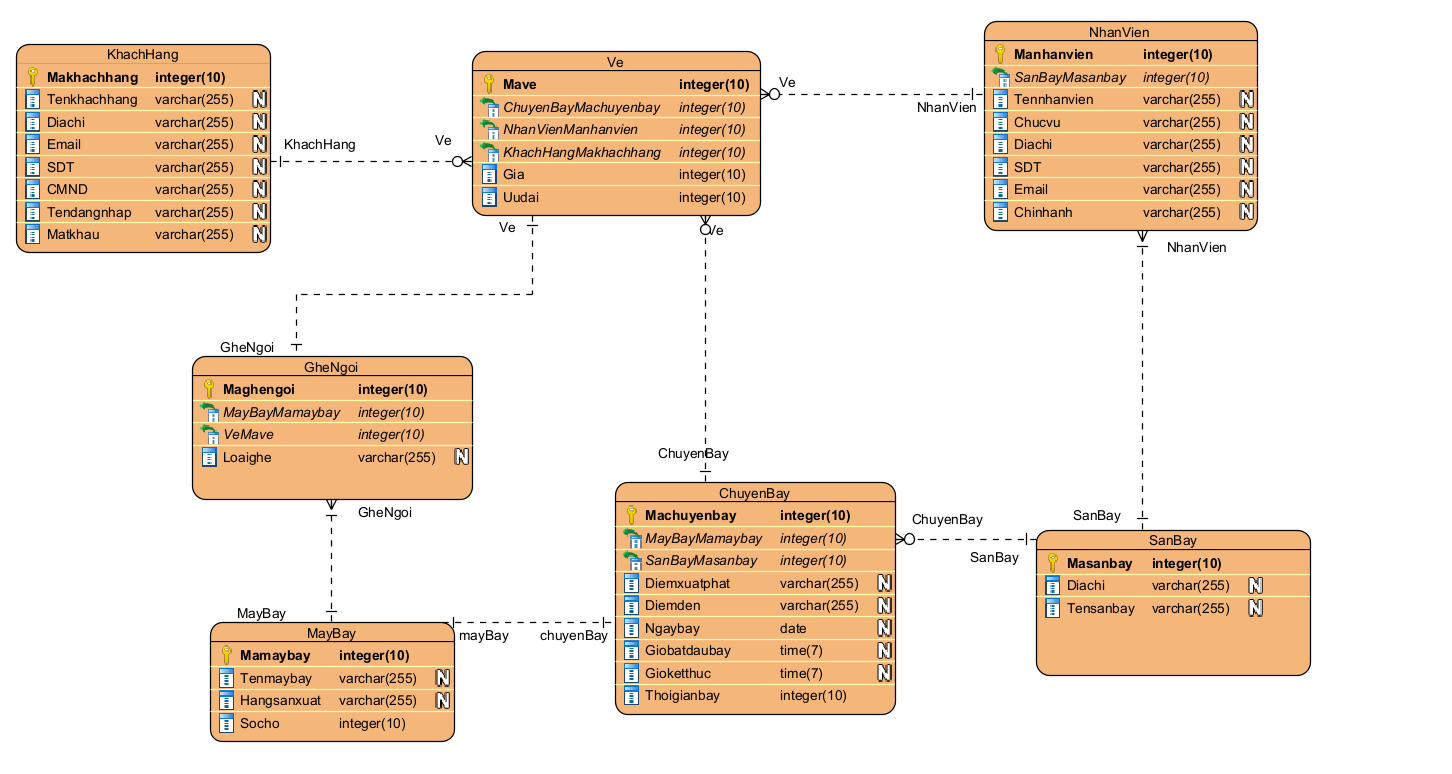 KhachHang
Makhachhang integer(10)
Tenkhachhang varchar(255) N
Diachi varchar(255) N
Email varchar(255) N
SDT varchar(255) N
CMND varchar(255) N
Tendangnhap varchar(255) N
Matkhau varchar(255) N
KhachHang
Ve
Ve
Mave integer(10)
ChuyenBayMachuyenbay integer(10)
NhanVienManhanvien integer(10)
KhachHangMakhachhang integer(10)
Gia integer(10)
Uudai integer(10)
Ve
NhanVien
NhanVien
Manhanvien integer(10)
SanBayMasanbay integer(10)
Tennhanvien varchar(255) N
Chucvu varchar(255) N
Diachi varchar(255) N
SDT varchar(255) N
Email varchar(255) N
Chinhanh varchar(255) N
Ve
Ve
NhanVien
GheNgoi
GheNgoi
Maghengoi integer(10)
MayBayMamaybay integer(10)
VeMave integer(10)
Loaighe varchar(255) N
GheNgoi
ChuyenBay
ChuyenBay
Machuyenbay integer(10)
MayBayMamaybay integer(10)
SanBayMasanbay integer(10)
Diemxuatphat varchar(255) N
Diemden varchar(255) N
Ngaybay date N
Giobatdaubay time(7) N
Gioketthuc time(7) N
Thoigianbay integer(10)
ChuyenBay
SanBay
SanBay
SanBay
Masanbay integer(10)
Diachi varchar(255) N
Tensanbay varchar(255) N
MayBay
mayBay
chuyenBay
MayBay
Mamaybay integer(10)
Tenmaybay varchar(255) N
Hangsanxuat varchar(255) N
Socho integer(10)